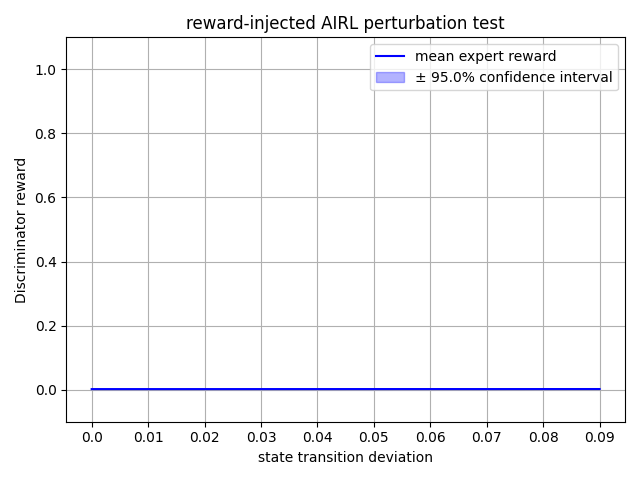 reward-injected AIRL perturbation test
mean expert reward
± 95.0% confidence interval
Discriminator reward
1.0
0.8
0.6
0.4
0.2
0.0
0.0 0.01 0.02 0.03 0.04 0.05 0.06 0.07 0.08 0.09
state transition deviation